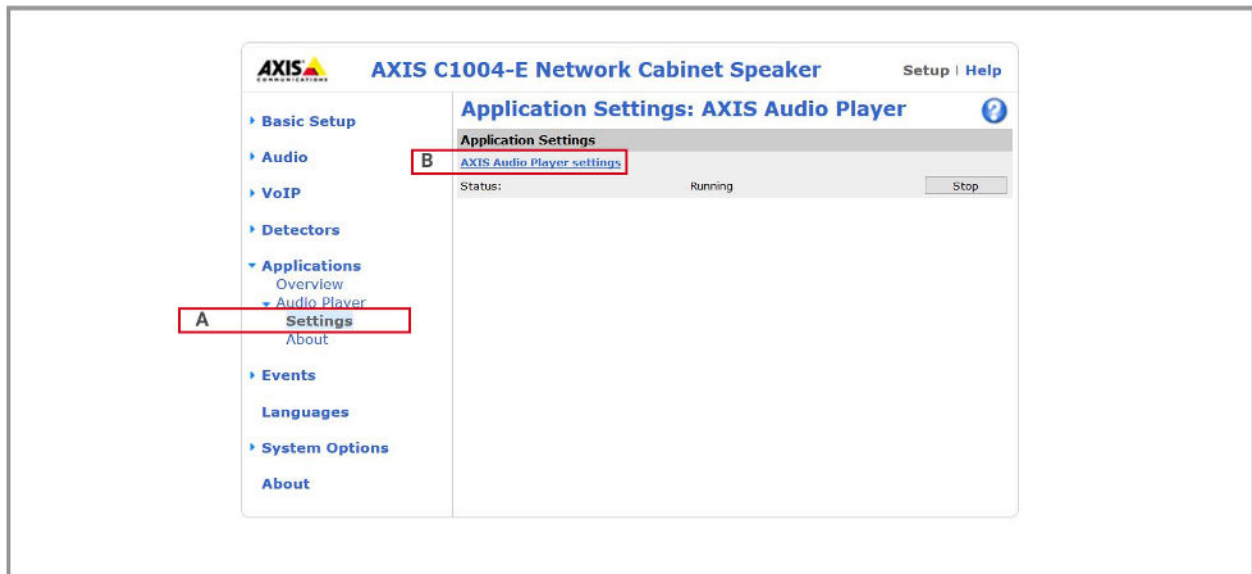 AXIS
COMMUNICATIONS
AXIS C1004-E Network Cabinet Speaker
Setup | Help
Basic Setup
Audio
VoIP
Detectors
Applications
Overview
Audio Player
A
Settings
About
Events
Languages
System Options
About
Application Settings: AXIS Audio Player
?
Application Settings
B
AXIS Audio Player settings
Status: Running Stop